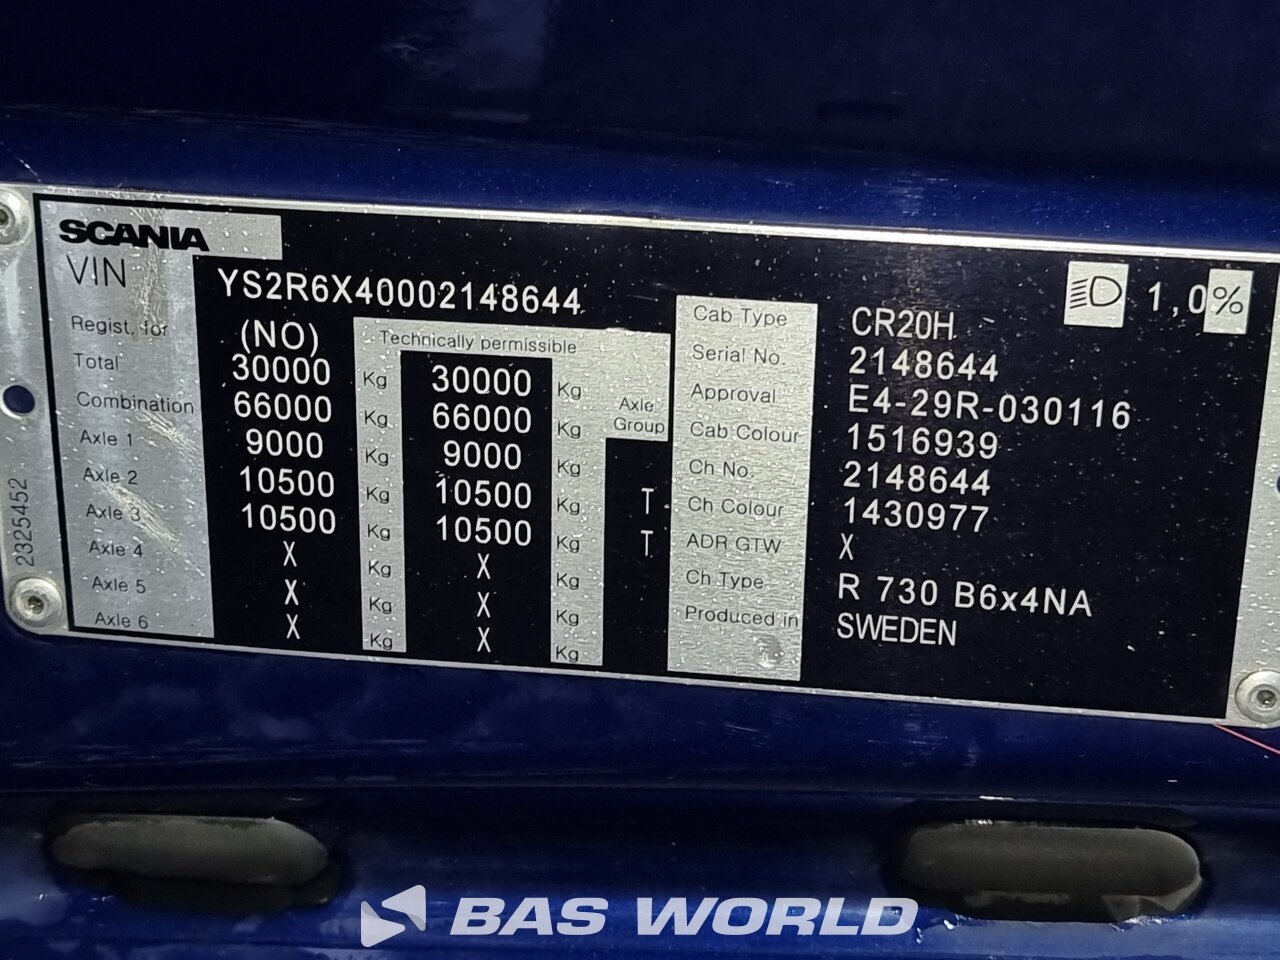 SCANIA
VIN YS2R6X40002148644
1,0%
Regist. for (NO)
Technically permissible
Total 30000 Kg 30000 Kg
Combination 66000 Kg 66000 Kg
Axle Group
Axle 1 9000 Kg 9000 Kg
Axle 2 10500 Kg 10500 Kg T
Axle 3 10500 Kg 10500 Kg T
Axle 4 X Kg X Kg
Axle 5 X Kg X Kg
Axle 6 X Kg X Kg
Cab Type CR20H
Serial No. 2148644
Approval E4-29R-030116
Cab Colour 1516939
Ch No. 2148644
Ch Colour 1430977
ADR GTW X
Ch Type R 730 B6x4NA
Produced in SWEDEN
2325452
BAS WORLD